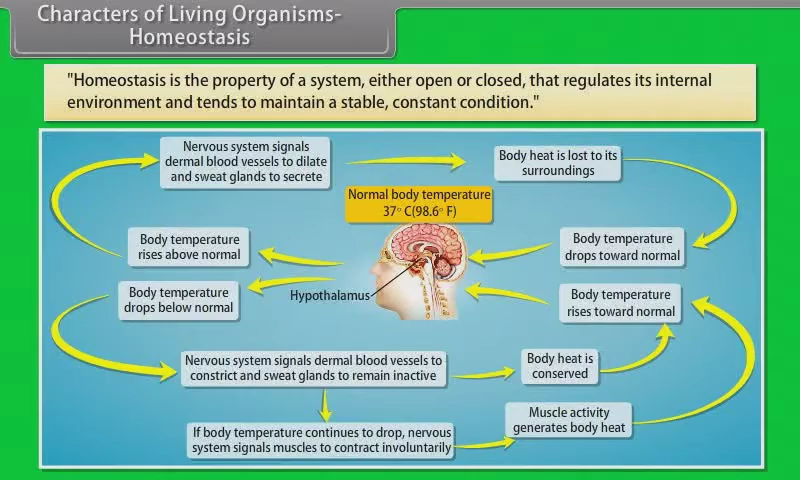 Characters of Living Organisms-
Homeostasis
"Homeostasis is the property of a system, either open or closed, that regulates its internal
environment and tends to maintain a stable, constant condition."
Nervous system signals
dermal blood vessels to dilate
and sweat glands to secrete
Body heat is lost to its
surroundings
Normal body temperature
37° C(98.6° F)
Body temperature
rises above normal
Body temperature
drops toward normal
Hypothalamus
Body temperature
drops below normal
Body temperature
rises toward normal
Nervous system signals dermal blood vessels to
constrict and sweat glands to remain inactive
Body heat is
conserved
If body temperature continues to drop, nervous
system signals muscles to contract involuntarily
Muscle activity
generates body heat